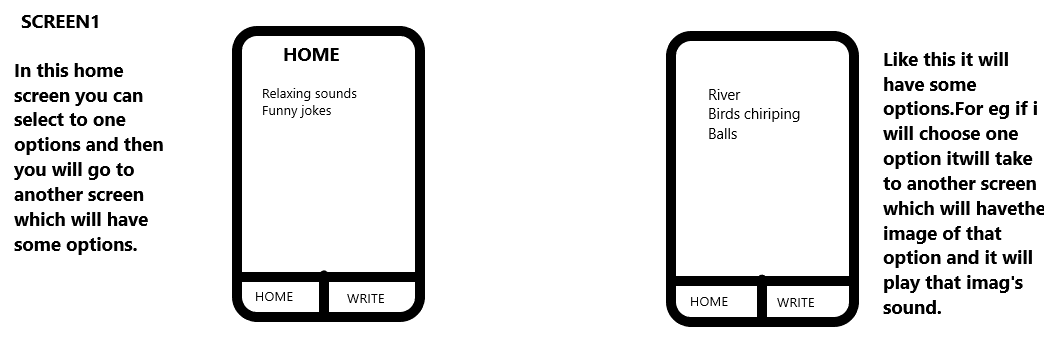 SCREEN1
In this home
screen you can
select to one
options and then
you will go to
another screen
which will have
some options.
HOME
Relaxing sounds
Funny jokes
HOME
WRITE
River
Birds chiriping
Balls
HOME
WRITE
Like this it will
have some
options.For eg if i
will choose one
option itwill take
to another screen
which will havethe
image of that
option and it will
play that imag's
sound.